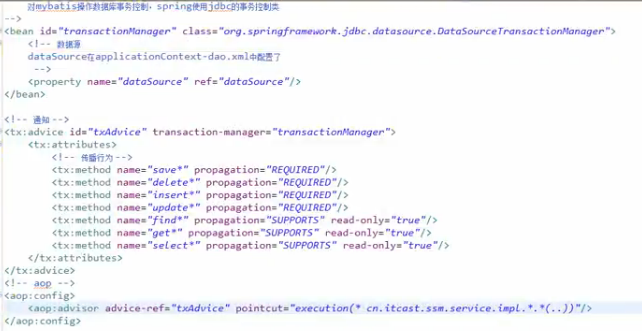 对mybatis操作数据库事务控制，spring使用jdbc的事务控制类
-->
<bean id="transactionManager" class="org.springframework.jdbc.datasource.DataSourceTransactionManager">
<!-- 数据源
dataSource在applicationContext-dao.xml中配置了
-->
<property name="dataSource" ref="dataSource"/>
</bean>
<!-- 通知 -->
<tx:advice id="txAdvice" transaction-manager="transactionManager">
<tx:attributes>
<!-- 传播行为 -->
<tx:method name="save*" propagation="REQUIRED"/>
<tx:method name="delete*" propagation="REQUIRED"/>
<tx:method name="insert*" propagation="REQUIRED"/>
<tx:method name="update*" propagation="REQUIRED"/>
<tx:method name="find*" propagation="SUPPORTS" read-only="true"/>
<tx:method name="get*" propagation="SUPPORTS" read-only="true"/>
<tx:method name="select*" propagation="SUPPORTS" read-only="true"/>
</tx:attributes>
</tx:advice>
<!-- aop -->
<aop:config>
<aop:advisor advice-ref="txAdvice" pointcut="execution(* cn.itcast.ssm.service.impl.*.*(..))"/>
</aop:config>